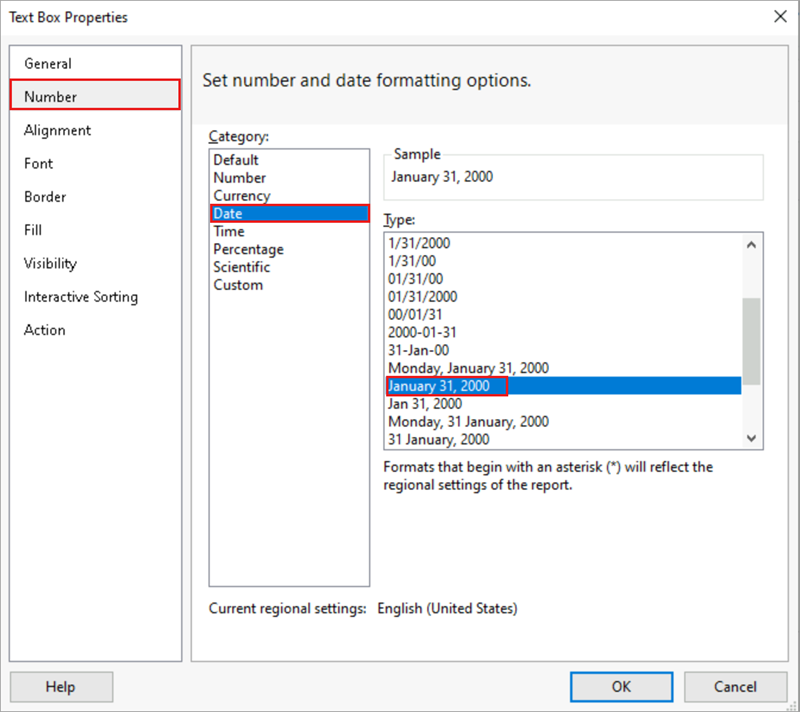 Text Box Properties
General
Number
Alignment
Font
Border
Fill
Visibility
Interactive Sorting
Action
Set number and date formatting options.
Category:
Default
Number
Currency
Date
Time
Percentage
Scientific
Custom
Sample
January 31, 2000
Type:
1/31/2000
1/31/00
01/31/00
01/31/2000
00/01/31
2000-01-31
31-Jan-00
Monday, January 31, 2000
January 31, 2000
Jan 31, 2000
Monday, 31 January, 2000
31 January, 2000
Formats that begin with an asterisk (*) will reflect the
regional settings of the report.
Current regional settings: English (United States)
Help
OK
Cancel